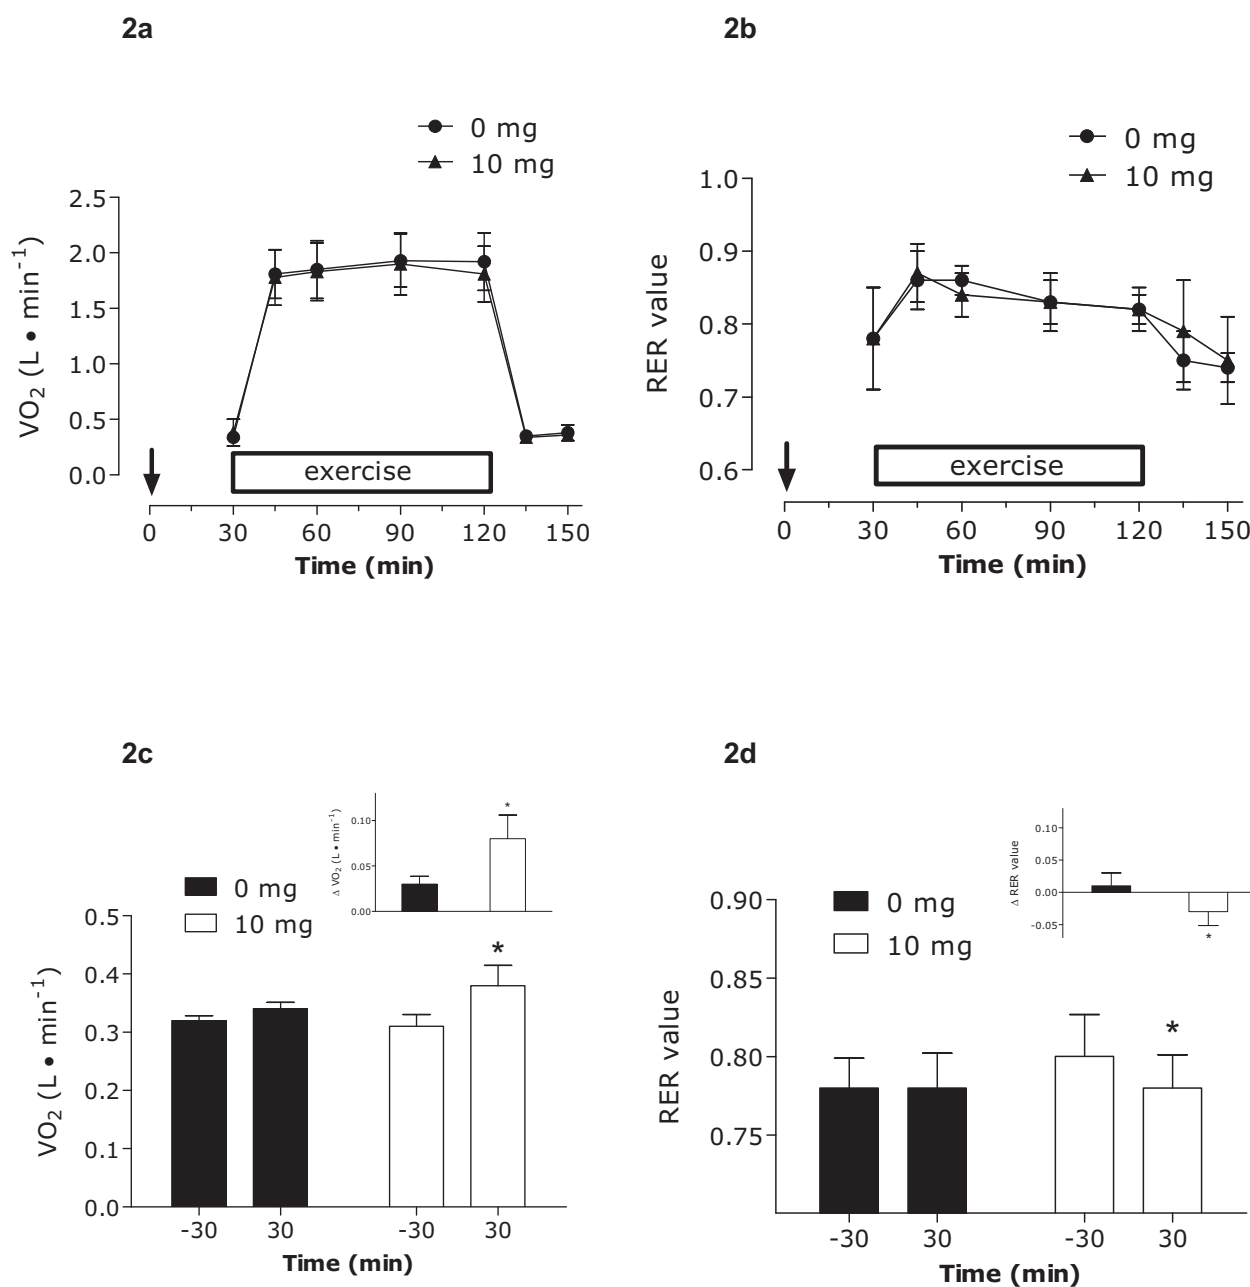 2a
0 mg
10 mg
2.5
2.0
1.5
1.0
0.5
0.0
VO₂ (L • min⁻¹)
exercise
0 30 60 90 120 150
Time (min)
2b
0 mg
10 mg
1.0
0.9
0.8
0.7
0.6
RER value
exercise
0 30 60 90 120 150
Time (min)
2c
Δ VO₂ (L • min⁻¹)
0.10
0.05
0.00
*
0 mg
10 mg
0.5
0.4
0.3
0.2
0.1
0.0
VO₂ (L • min⁻¹)
*
-30 30 -30 30
Time (min)
2d
Δ RER value
0.10
0.05
0.00
-0.05
*
0 mg
10 mg
0.90
0.85
0.80
0.75
RER value
*
-30 30 -30 30
Time (min)